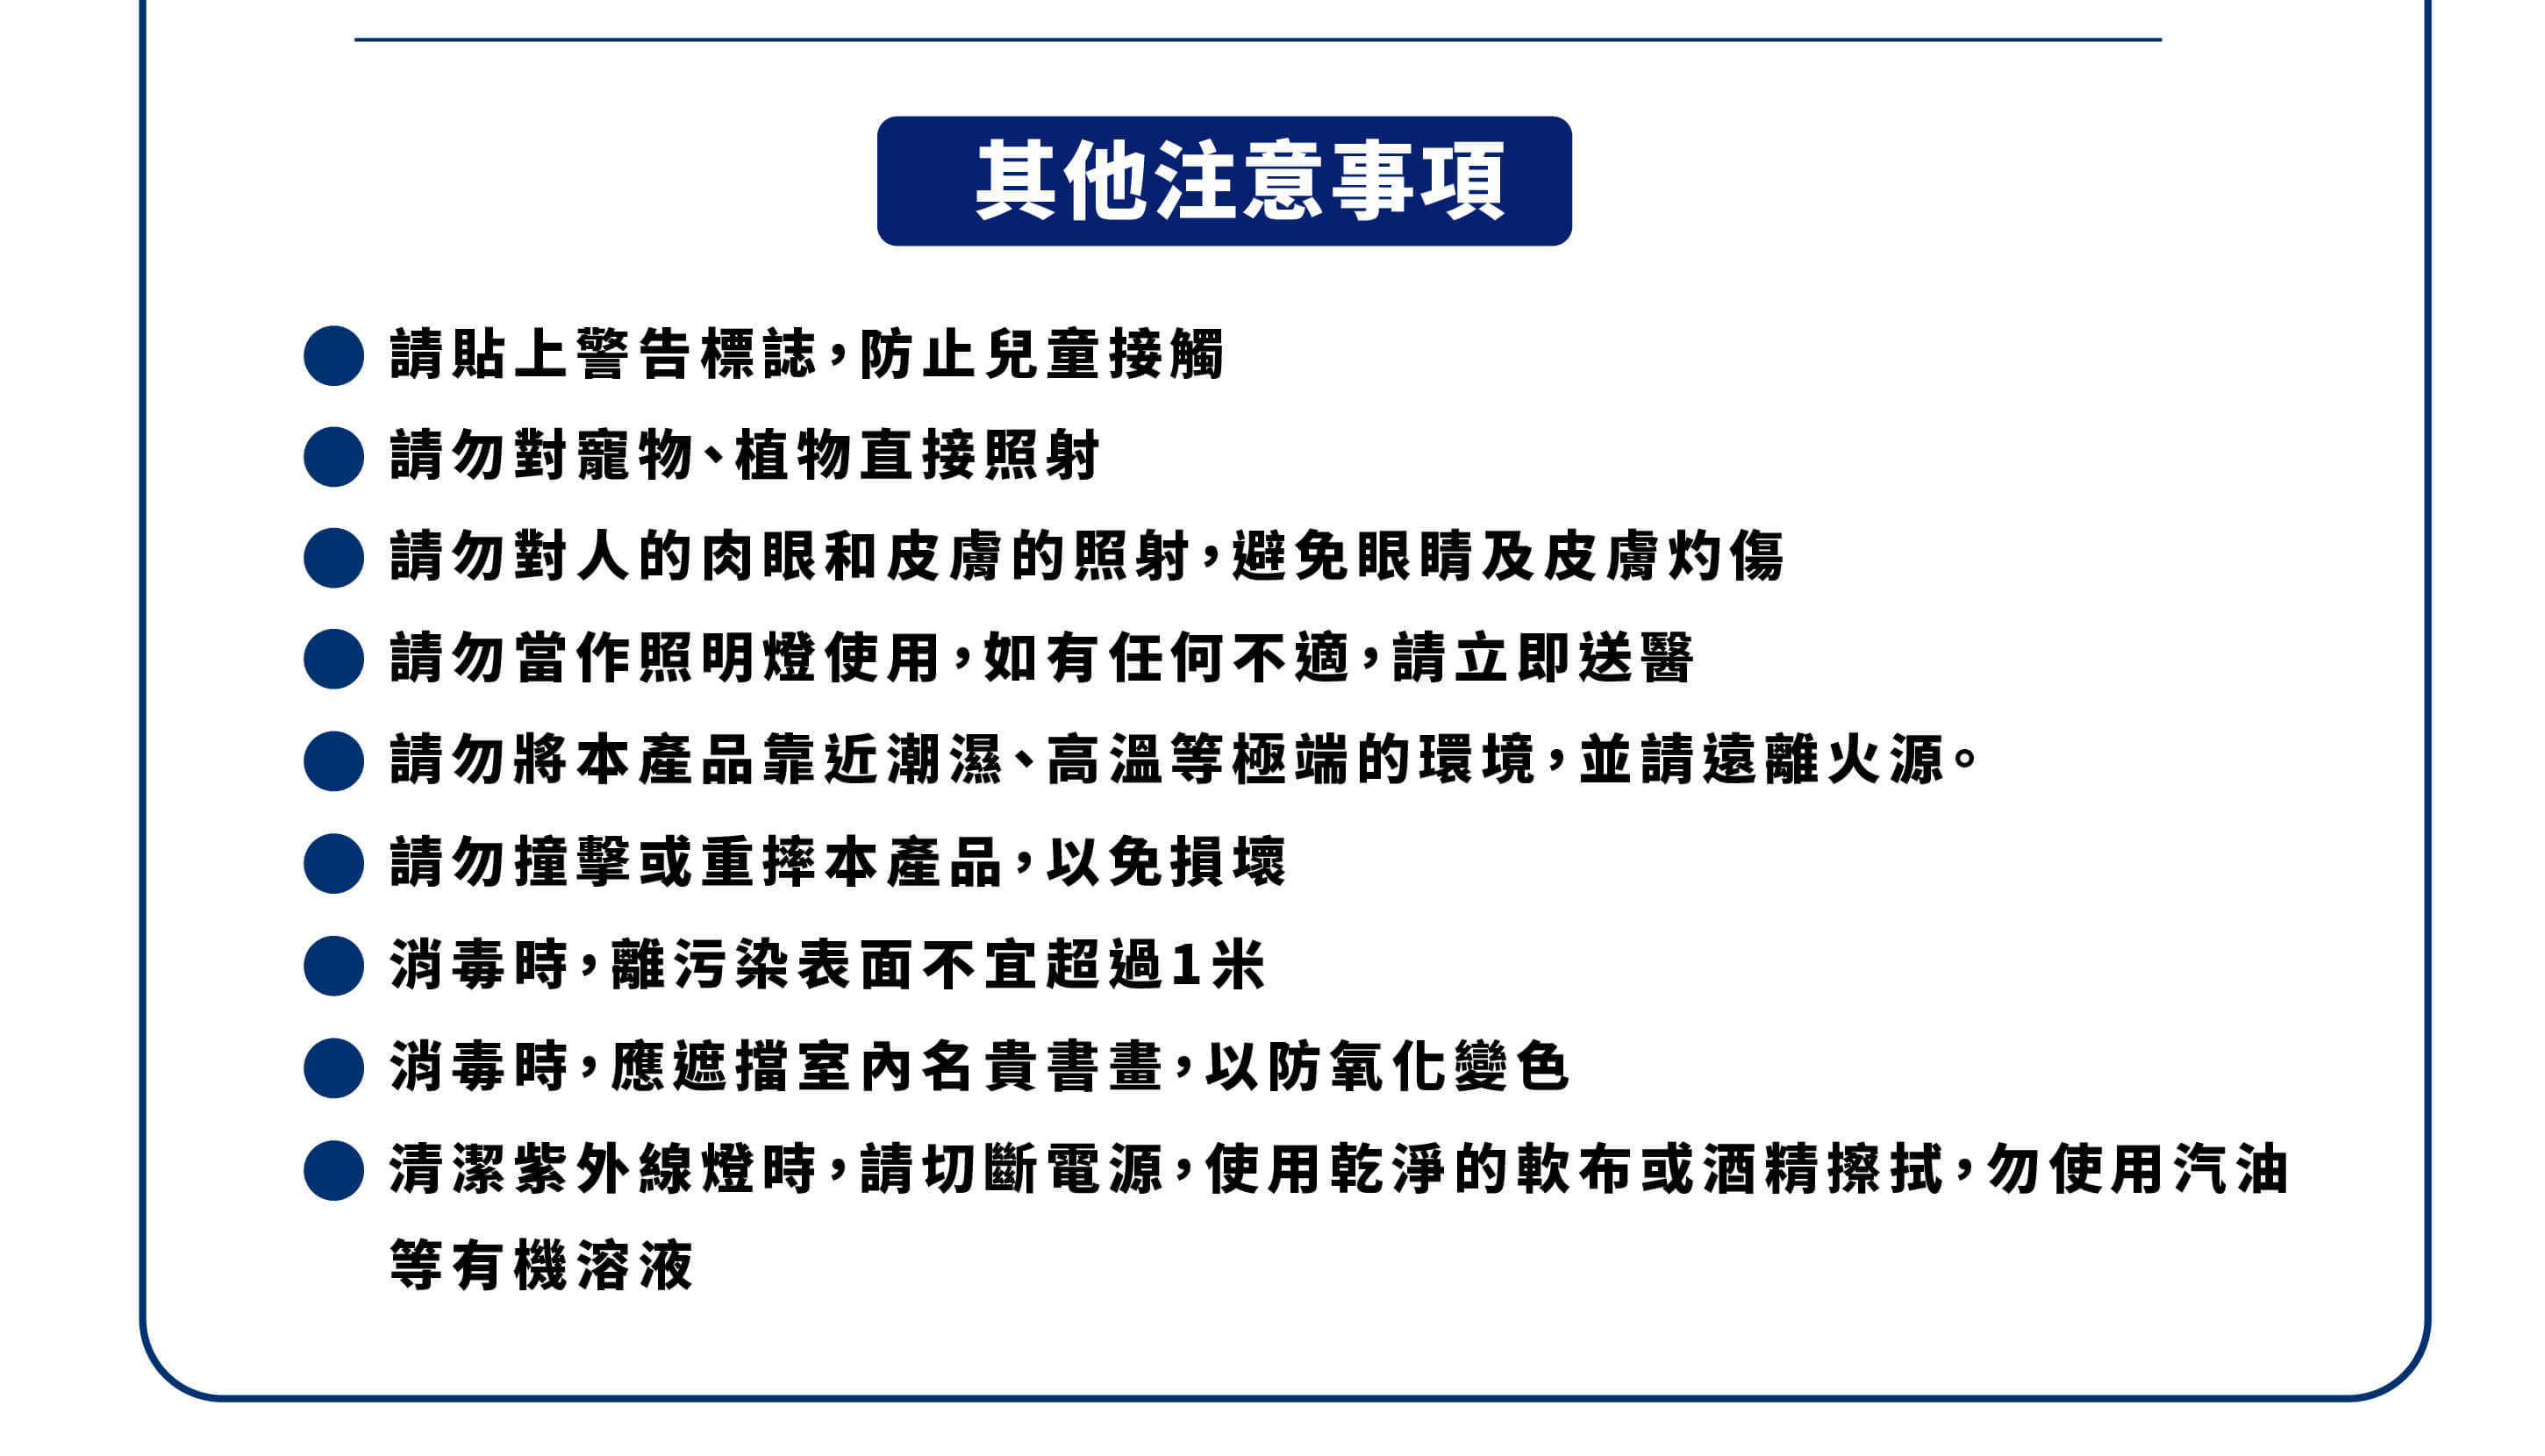 其他注意事項
請貼上警告標誌，防止兒童接觸
請勿對寵物、植物直接照射
請勿對人的肉眼和皮膚的照射，避免眼睛及皮膚灼傷
請勿當作照明燈使用，如有任何不適，請立即送醫
請勿將本產品靠近潮濕、高溫等極端的環境，並請遠離火源。
請勿撞擊或重摔本產品，以免損壞
消毒時，離污染表面不宜超過1米
消毒時，應遮擋室內名貴書畫，以防氧化變色
清潔紫外線燈時，請切斷電源，使用乾淨的軟布或酒精擦拭，勿使用汽油
等有機溶液